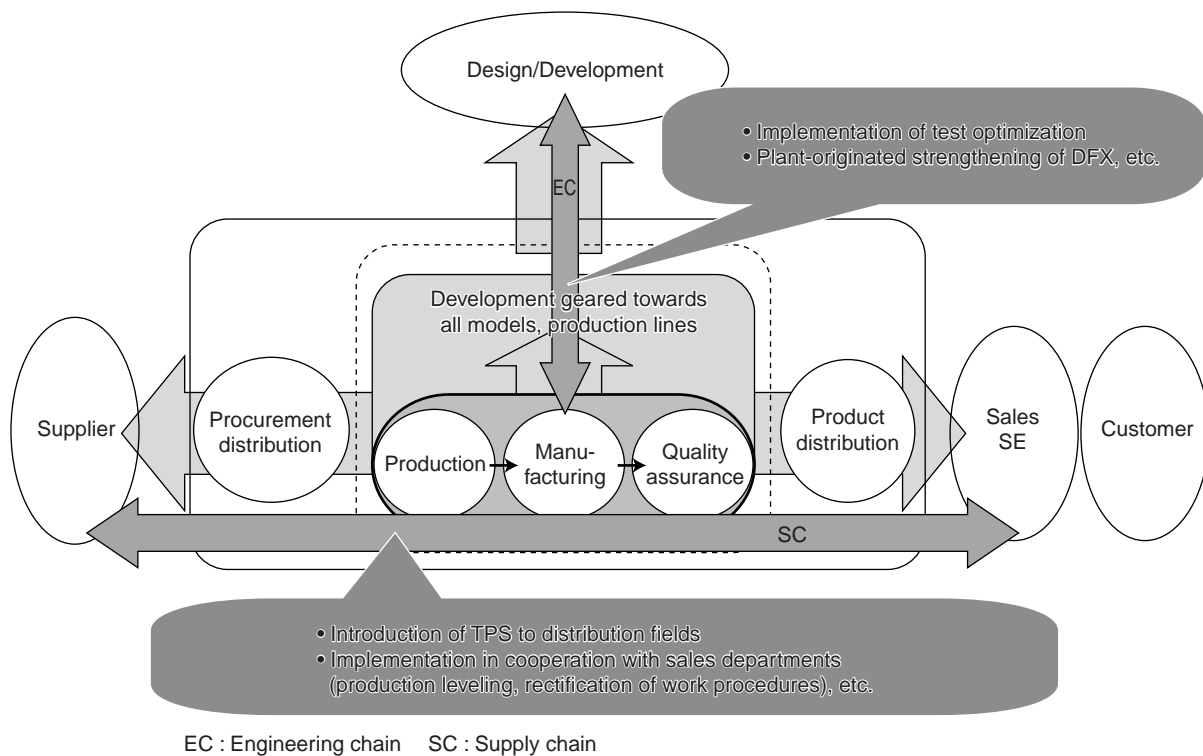 Design/Development
• Implementation of test optimization
• Plant-originated strengthening of DFX, etc.
EC
Development geared towards
all models, production lines
Supplier
Procurement
distribution
Production
Manu-
facturing
Quality
assurance
Product
distribution
Sales
SE
Customer
SC
• Introduction of TPS to distribution fields
• Implementation in cooperation with sales departments
(production leveling, rectification of work procedures), etc.
EC : Engineering chain SC : Supply chain